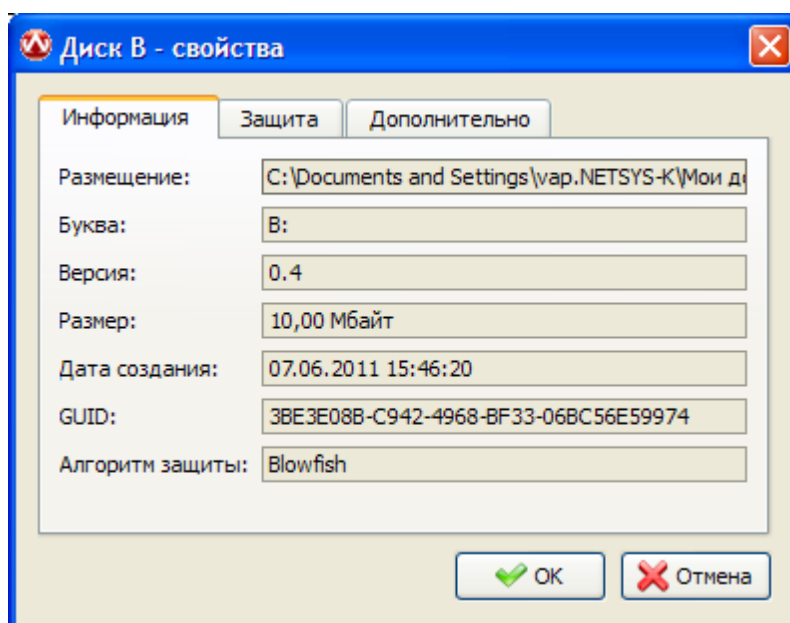 Диск B - свойства
Информация Защита Дополнительно
Размещение: C:\Documents and Settings\vap.NETSYS-K\Мои
Буква: B:
Версия: 0.4
Размер: 10,00 Мбайт
Дата создания: 07.06.2011 15:46:20
GUID: 3BE3E08B-C942-4968-BF33-06BC56E59974
Алгоритм защиты: Blowfish
OK Отмена